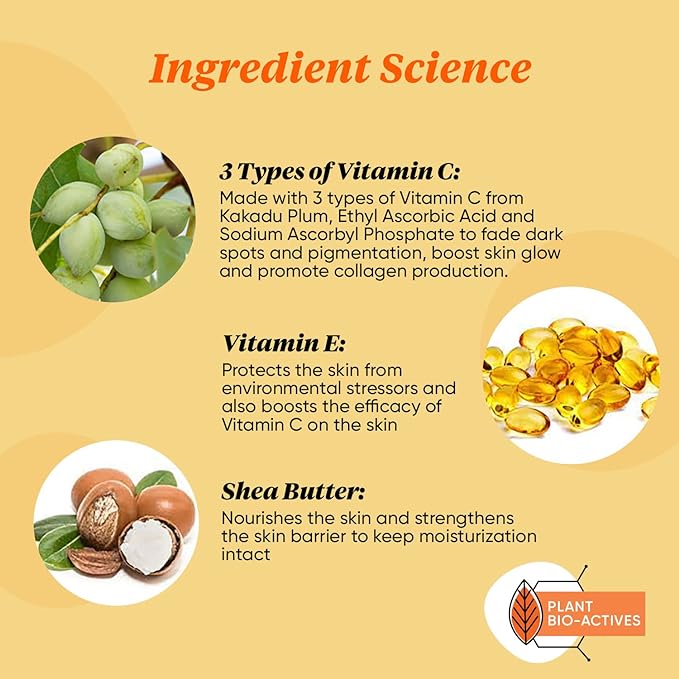 Ingredient Science
3 Types of Vitamin C:
Made with 3 types of Vitamin C from
Kakadu Plum, Ethyl Ascorbic Acid and
Sodium Ascorbyl Phosphate to fade dark
spots and pigmentation, boost skin glow
and promote collagen production.
Vitamin E:
Protects the skin from
environmental stressors and
also boosts the efficacy of
Vitamin C on the skin
Shea Butter:
Nourishes the skin and strengthens
the skin barrier to keep moisturization
intact
PLANT
BIO-ACTIVES